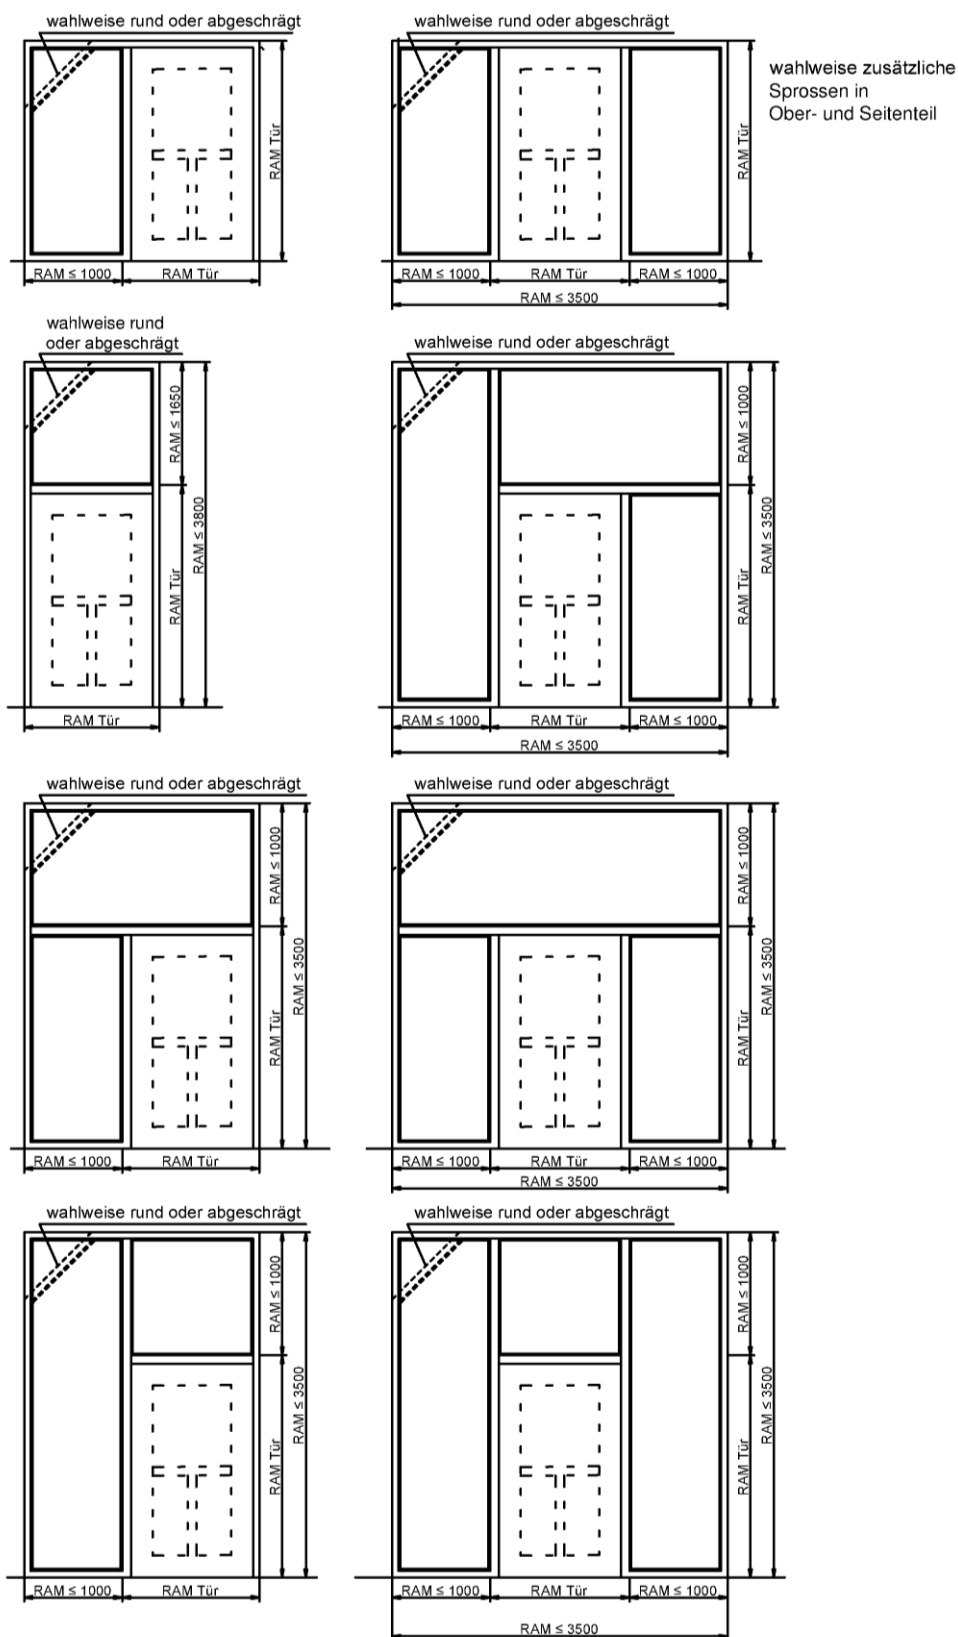 wahlweise rund oder abgeschrägt
RAM Tür
RAM ≤ 1000
RAM Tür
wahlweise rund oder abgeschrägt
RAM Tür
RAM ≤ 1000
RAM Tür
RAM ≤ 1000
RAM ≤ 3500
wahlweise zusätzliche
Sprossen in
Ober- und Seitenteil
wahlweise rund
oder abgeschrägt
RAM ≤ 1650
RAM Tür
RAM ≤ 3800
RAM Tür
wahlweise rund oder abgeschrägt
RAM ≤ 1000
RAM Tür
RAM ≤ 3500
RAM ≤ 1000
RAM Tür
RAM ≤ 1000
RAM ≤ 3500
wahlweise rund oder abgeschrägt
RAM ≤ 1000
RAM Tür
RAM ≤ 3500
RAM ≤ 1000
RAM Tür
wahlweise rund oder abgeschrägt
RAM ≤ 1000
RAM Tür
RAM ≤ 3500
RAM ≤ 1000
RAM Tür
RAM ≤ 1000
RAM ≤ 3500
wahlweise rund oder abgeschrägt
RAM ≤ 1000
RAM Tür
RAM ≤ 3500
RAM ≤ 1000
RAM Tür
wahlweise rund oder abgeschrägt
RAM ≤ 1000
RAM Tür
RAM ≤ 3500
RAM ≤ 1000
RAM Tür
RAM ≤ 1000
RAM ≤ 3500